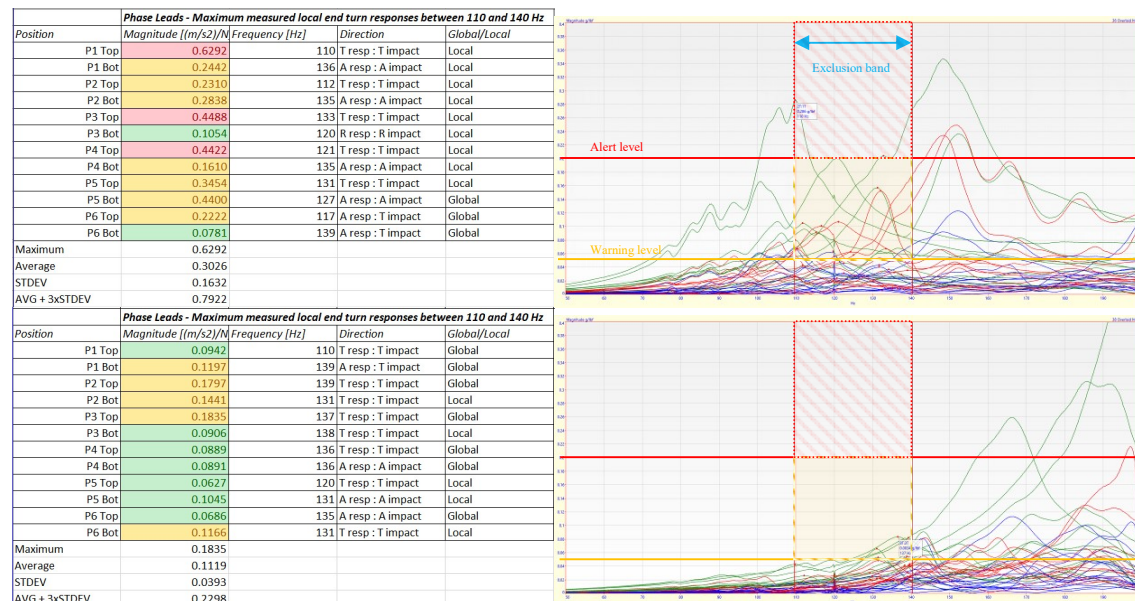 Phase Leads - Maximum measured local end turn responses between 110 and 140 Hz
Position Magnitude [(m/s2)/N Frequency [Hz] Direction Global/Local
P1 Top 0.6292 110 T resp : T impact Local
P1 Bot 0.2442 136 A resp : A impact Local
P2 Top 0.2310 112 T resp : T impact Local
P2 Bot 0.2838 135 A resp : A impact Local
P3 Top 0.4488 133 T resp : T impact Local
P3 Bot 0.1054 120 R resp : R impact Local
P4 Top 0.4422 121 T resp : T impact Local
P4 Bot 0.1610 135 A resp : A impact Local
P5 Top 0.3454 131 T resp : T impact Local
P5 Bot 0.4400 127 A resp : A impact Global
P6 Top 0.2222 117 A resp : T impact Global
P6 Bot 0.0781 139 A resp : T impact Global
Maximum 0.6292
Average 0.3026
STDEV 0.1632
AVG + 3xSTDEV 0.7922
Exclusion band
Alert level
Warning level
Phase Leads - Maximum measured local end turn responses between 110 and 140 Hz
Position Magnitude [(m/s2)/N Frequency [Hz] Direction Global/Local
P1 Top 0.0942 110 T resp : T impact Global
P1 Bot 0.1197 139 A resp : T impact Global
P2 Top 0.1797 139 T resp : T impact Global
P2 Bot 0.1441 131 T resp : T impact Local
P3 Top 0.1835 137 T resp : T impact Global
P3 Bot 0.0906 138 T resp : T impact Local
P4 Top 0.0889 136 T resp : T impact Global
P4 Bot 0.0891 136 A resp : A impact Global
P5 Top 0.0627 120 T resp : T impact Local
P5 Bot 0.1045 131 A resp : A impact Global
P6 Top 0.0686 135 A resp : A impact Global
P6 Bot 0.1166 131 T resp : T impact Local
Maximum 0.1835
Average 0.1119
STDEV 0.0393
AVG + 3xSTDEV 0.2298